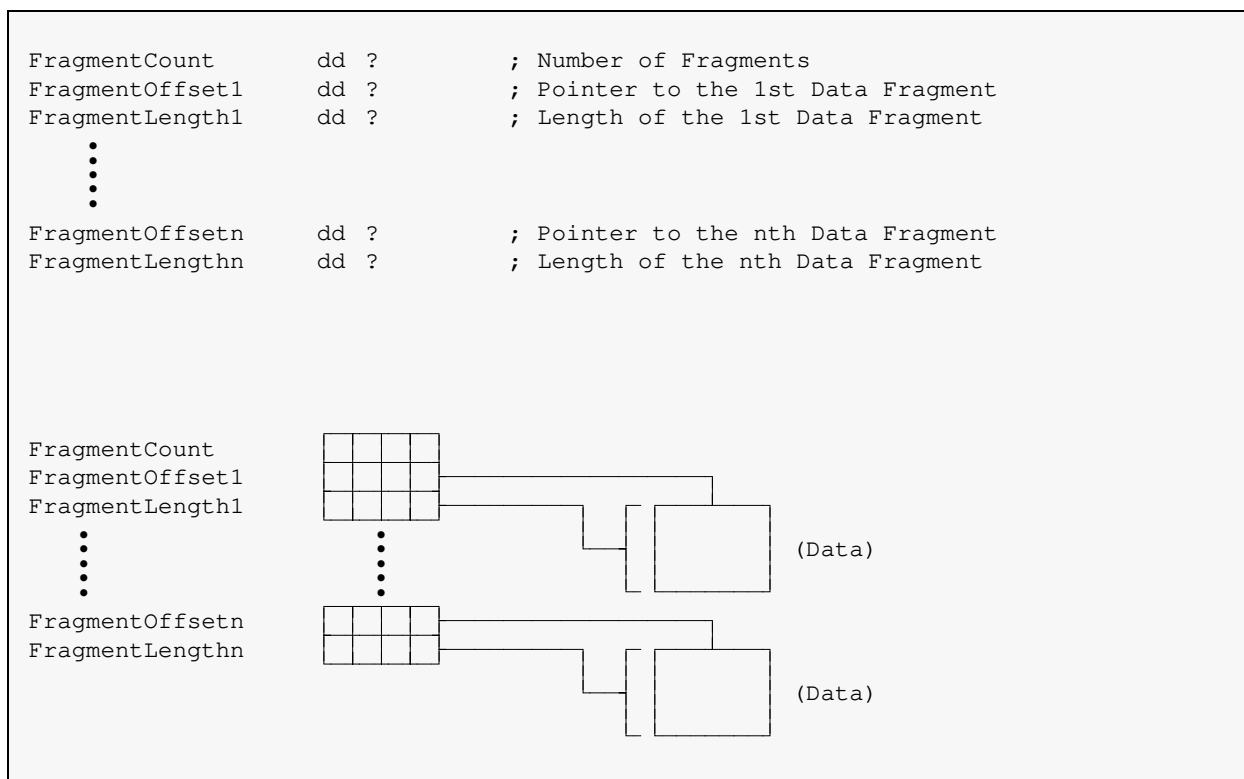 FragmentCount dd ? ; Number of Fragments
FragmentOffset1 dd ? ; Pointer to the 1st Data Fragment
FragmentLength1 dd ? ; Length of the 1st Data Fragment
FragmentOffsetn dd ? ; Pointer to the nth Data Fragment
FragmentLengthn dd ? ; Length of the nth Data Fragment
FragmentCount
FragmentOffset1
FragmentLength1
(Data)
FragmentOffsetn
FragmentLengthn
(Data)